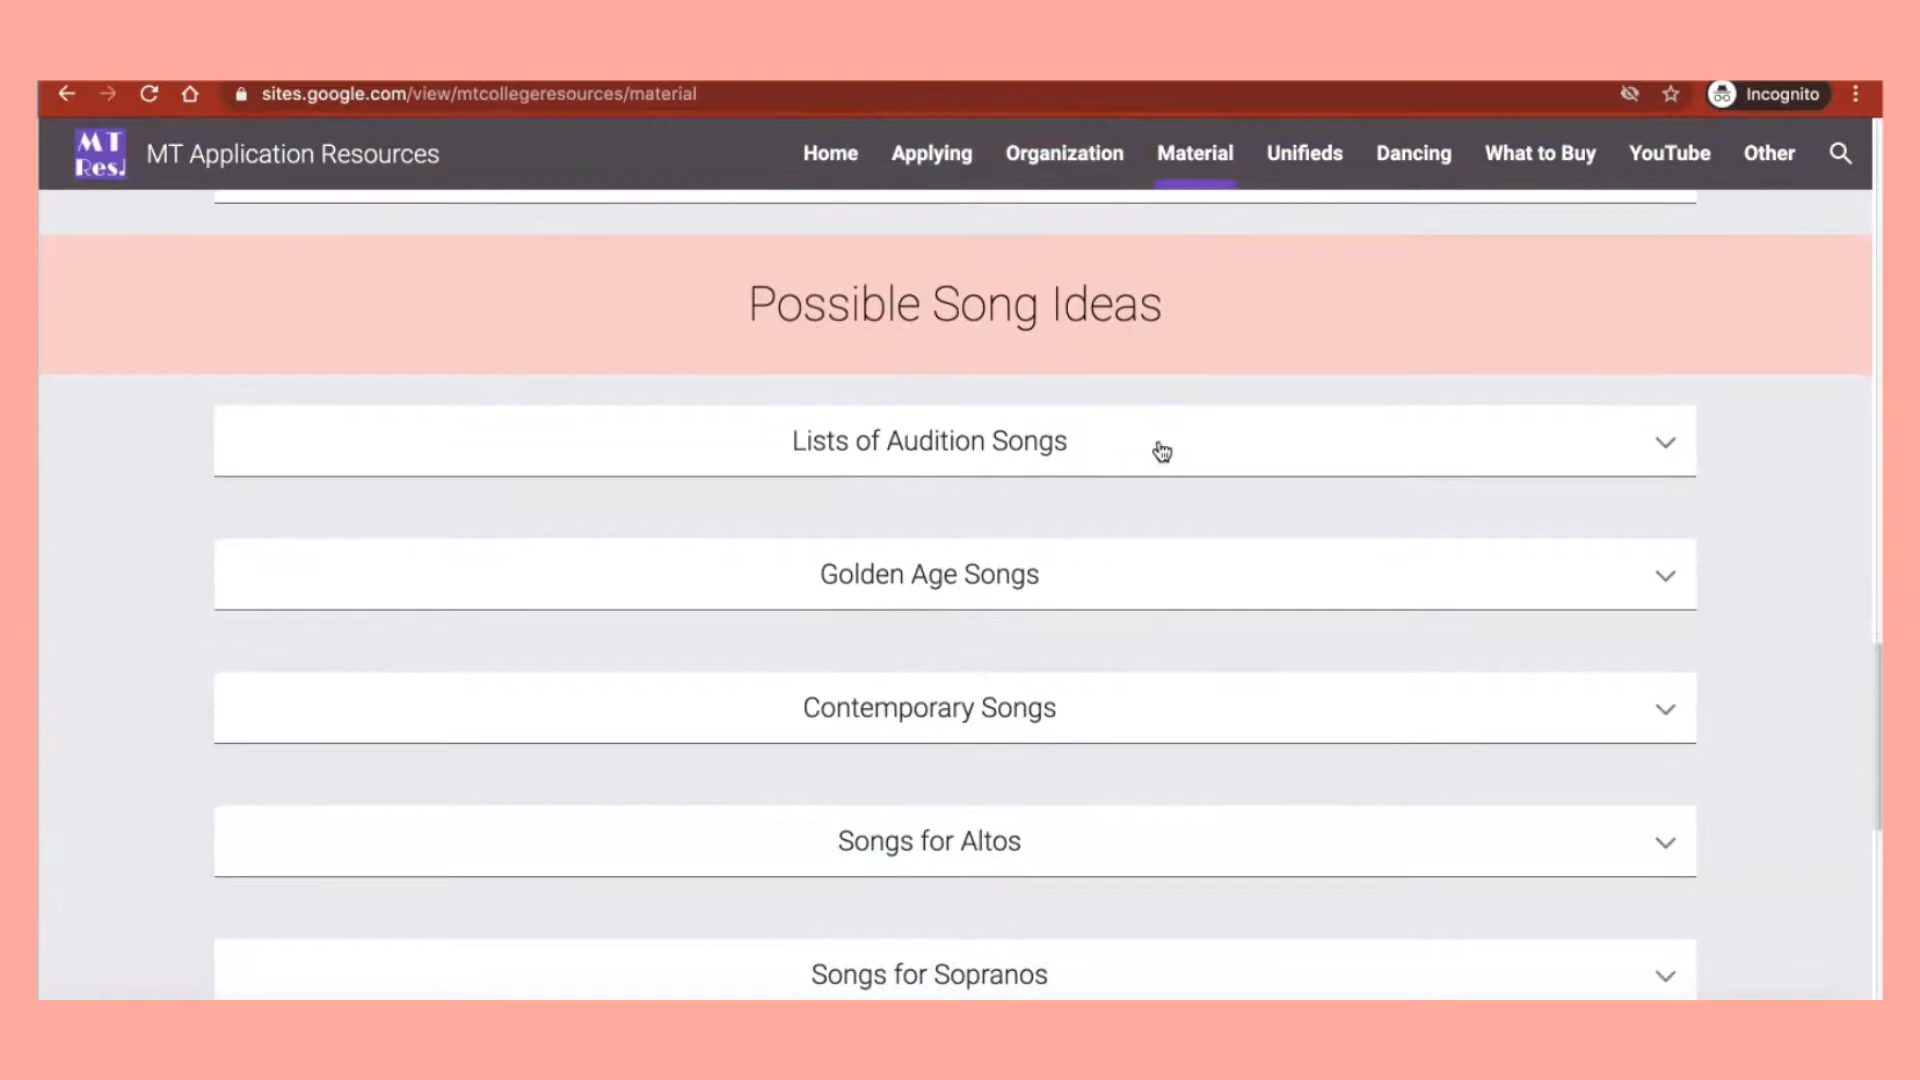 sites.google.com/view/mtcollegeresources/material
Incognito
MT
Res.
MT Application Resources
Home
Applying
Organization
Material
Unifieds
Dancing
What to Buy
YouTube
Other
Possible Song Ideas
Lists of Audition Songs
Golden Age Songs
Contemporary Songs
Songs for Altos
Songs for Sopranos